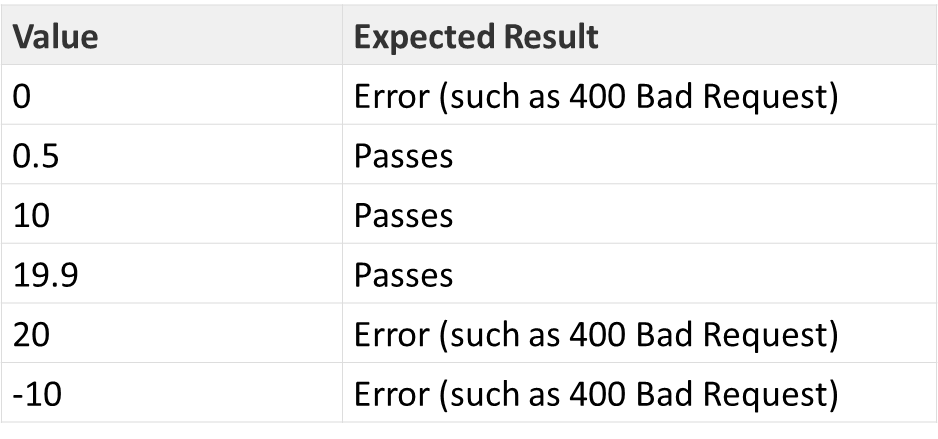 Value Expected Result
0 Error (such as 400 Bad Request)
0.5 Passes
10 Passes
19.9 Passes
20 Error (such as 400 Bad Request)
-10 Error (such as 400 Bad Request)